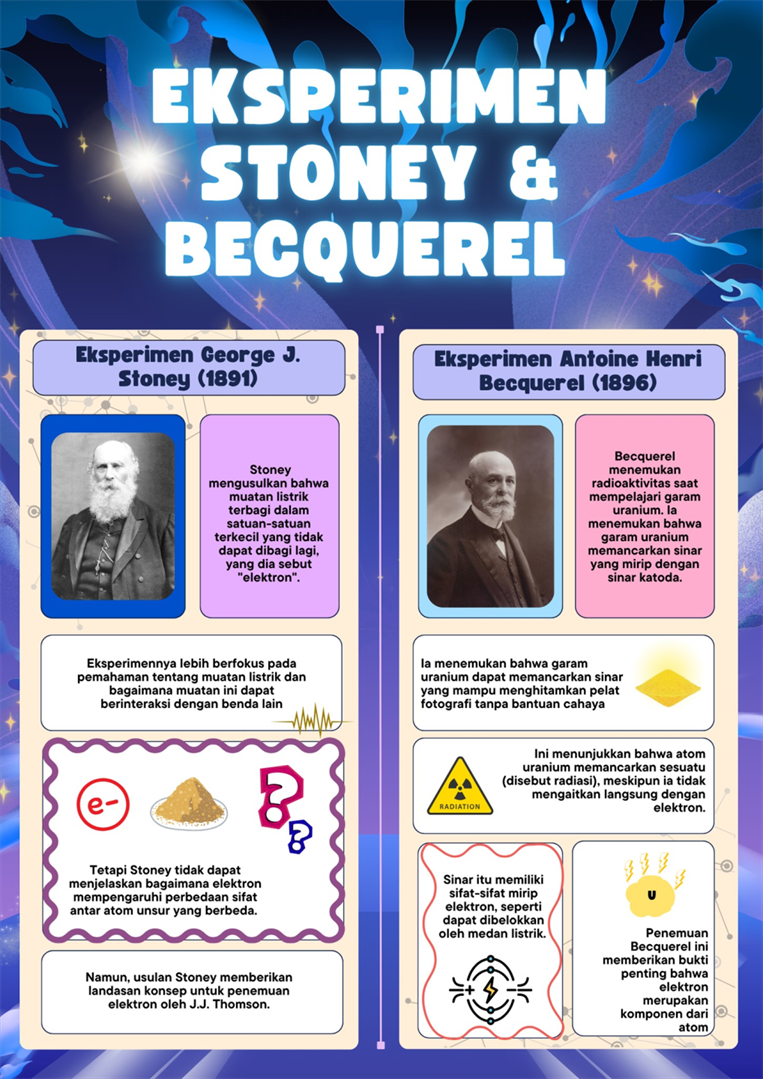 EKSPERIMEN
STONEY &
BECQUEREL
Eksperimen George J.
Stoney (1891)
Stoney
mengusulkan bahwa
muatan listrik
terbagi dalam
satuan-satuan
terkecil yang tidak
dapat dibagi lagi,
yang dia sebut
"elektron".
Eksperimennya lebih berfokus pada
pemahaman tentang muatan listrik dan
bagaimana muatan ini dapat
berinteraksi dengan benda lain
e-
?
?
Tetapi Stoney tidak dapat
menjelaskan bagaimana elektron
mempengaruhi perbedaan sifat
antar atom unsur yang berbeda.
Namun, usulan Stoney memberikan
landasan konsep untuk penemuan
elektron oleh J.J. Thomson.
Eksperimen Antoine Henri
Becquerel (1896)
Becquerel
menemukan
radioaktivitas saat
mempelajari garam
uranium. Ia
menemukan bahwa
garam uranium
memancarkan sinar
yang mirip dengan
sinar katoda.
Ia menemukan bahwa garam
uranium dapat memancarkan sinar
yang mampu menghitamkan pelat
fotografi tanpa bantuan cahaya
RADIATION
Ini menunjukkan bahwa atom
uranium memancarkan sesuatu
(disebut radiasi), meskipun ia tidak
mengaitkan langsung dengan
elektron.
Sinar itu memiliki
sifat-sifat mirip
elektron, seperti
dapat dibelokkan
oleh medan listrik.
+ -
U
Penemuan
Becquerel ini
memberikan bukti
penting bahwa
elektron
merupakan
komponen dari
atom